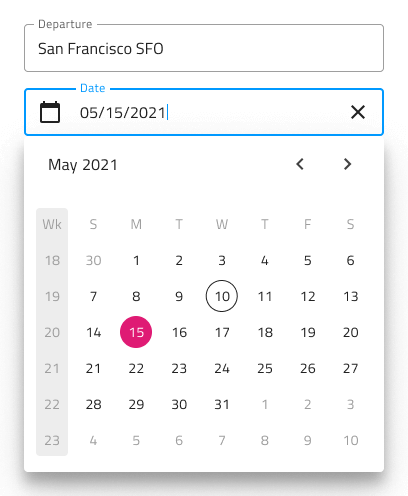 Departure
San Francisco SFO
Date
05/15/2021
May 2021
Wk S M T W T F S
18 30 1 2 3 4 5 6
19 7 8 9 10 11 12 13
20 14 15 16 17 18 19 20
21 21 22 23 24 25 26 27
22 28 29 30 31 1 2 3
23 4 5 6 7 8 9 10